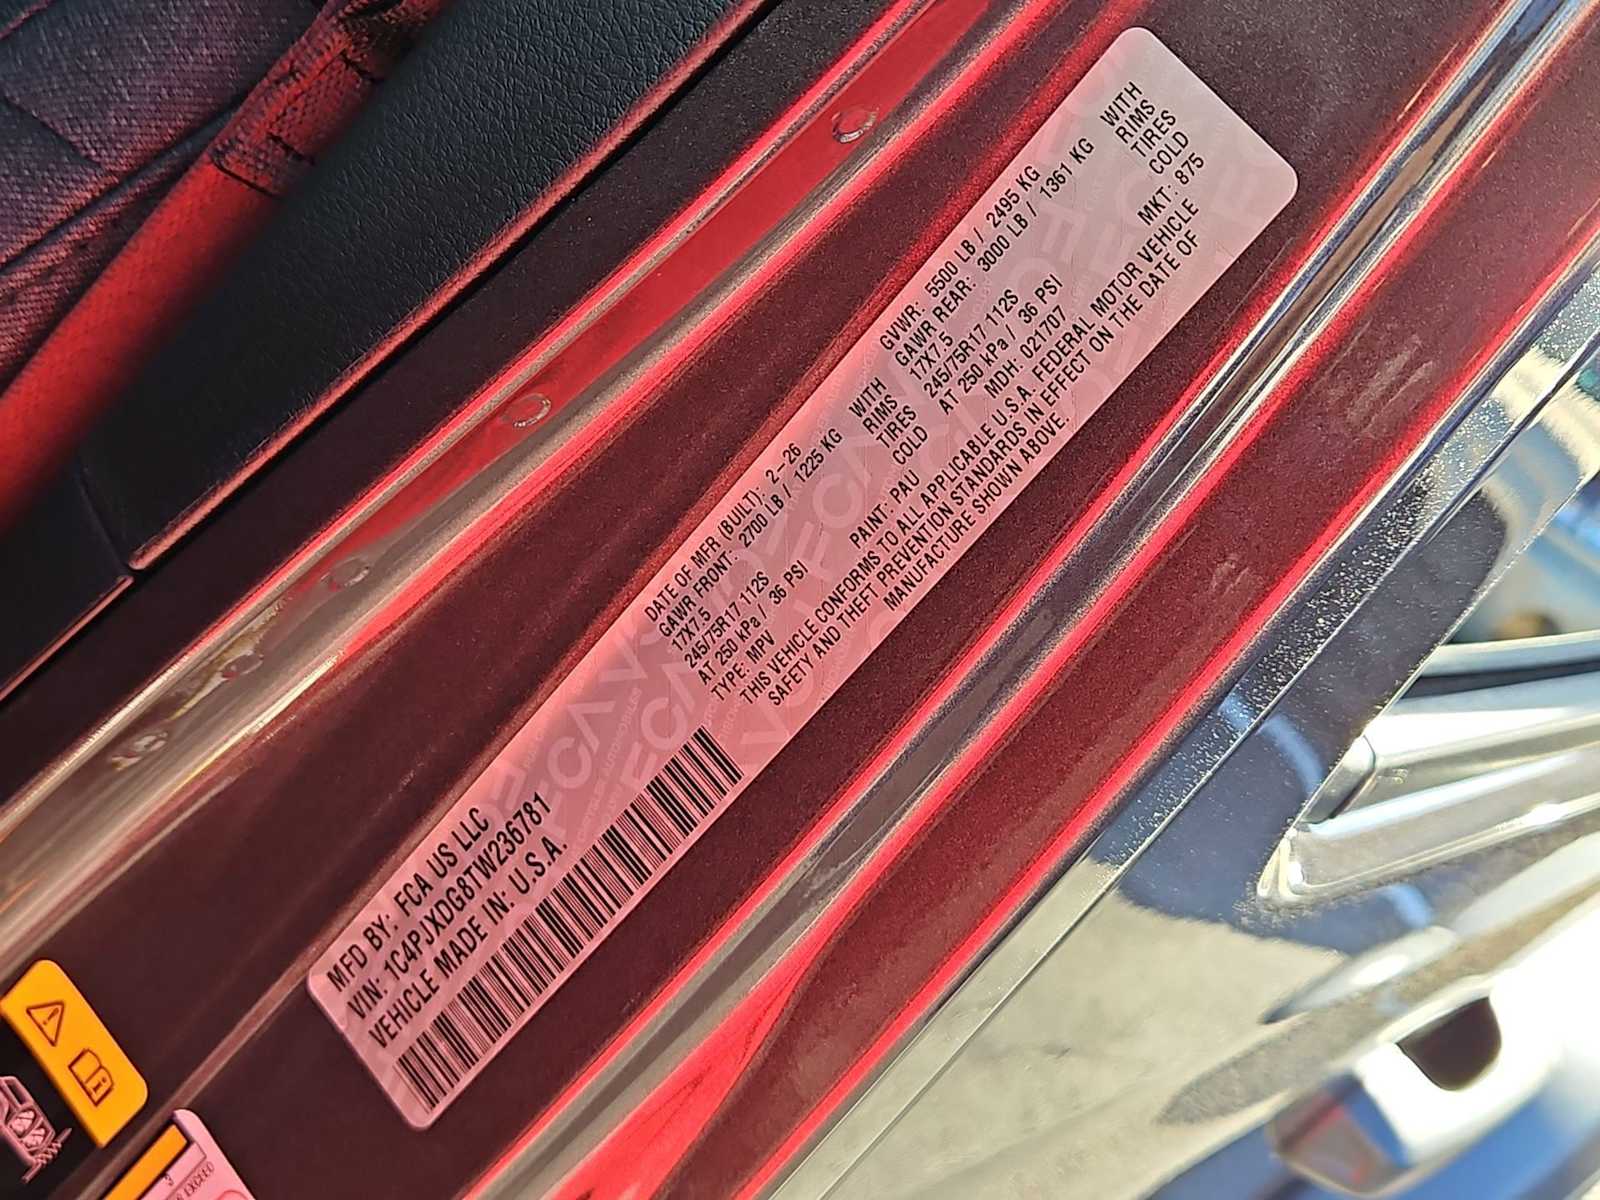 MFD BY: FCA US LLC
VIN: 1C4PJXDG8TW236781
VEHICLE MADE IN: U.S.A.
DATE OF MFR (BUILT): 2-26 GVWR: 5500 LB / 2495 KG
GAWR FRONT: 2700 LB / 1225 KG WITH GAWR REAR: 3000 LB / 1361 KG WITH
17X7.5 RIMS 17X7.5 RIMS
245/75R17 112S TIRES 245/75R17 112S TIRES
AT 250 kPa / 36 PSI COLD AT 250 kPa / 36 PSI COLD
TYPE: MPV PAINT: PAU MDH: 021707 MKT: 875
THIS VEHICLE CONFORMS TO ALL APPLICABLE U.S.A. FEDERAL MOTOR VEHICLE
SAFETY AND THEFT PREVENTION STANDARDS IN EFFECT ON THE DATE OF
MANUFACTURE SHOWN ABOVE.
EXCEED